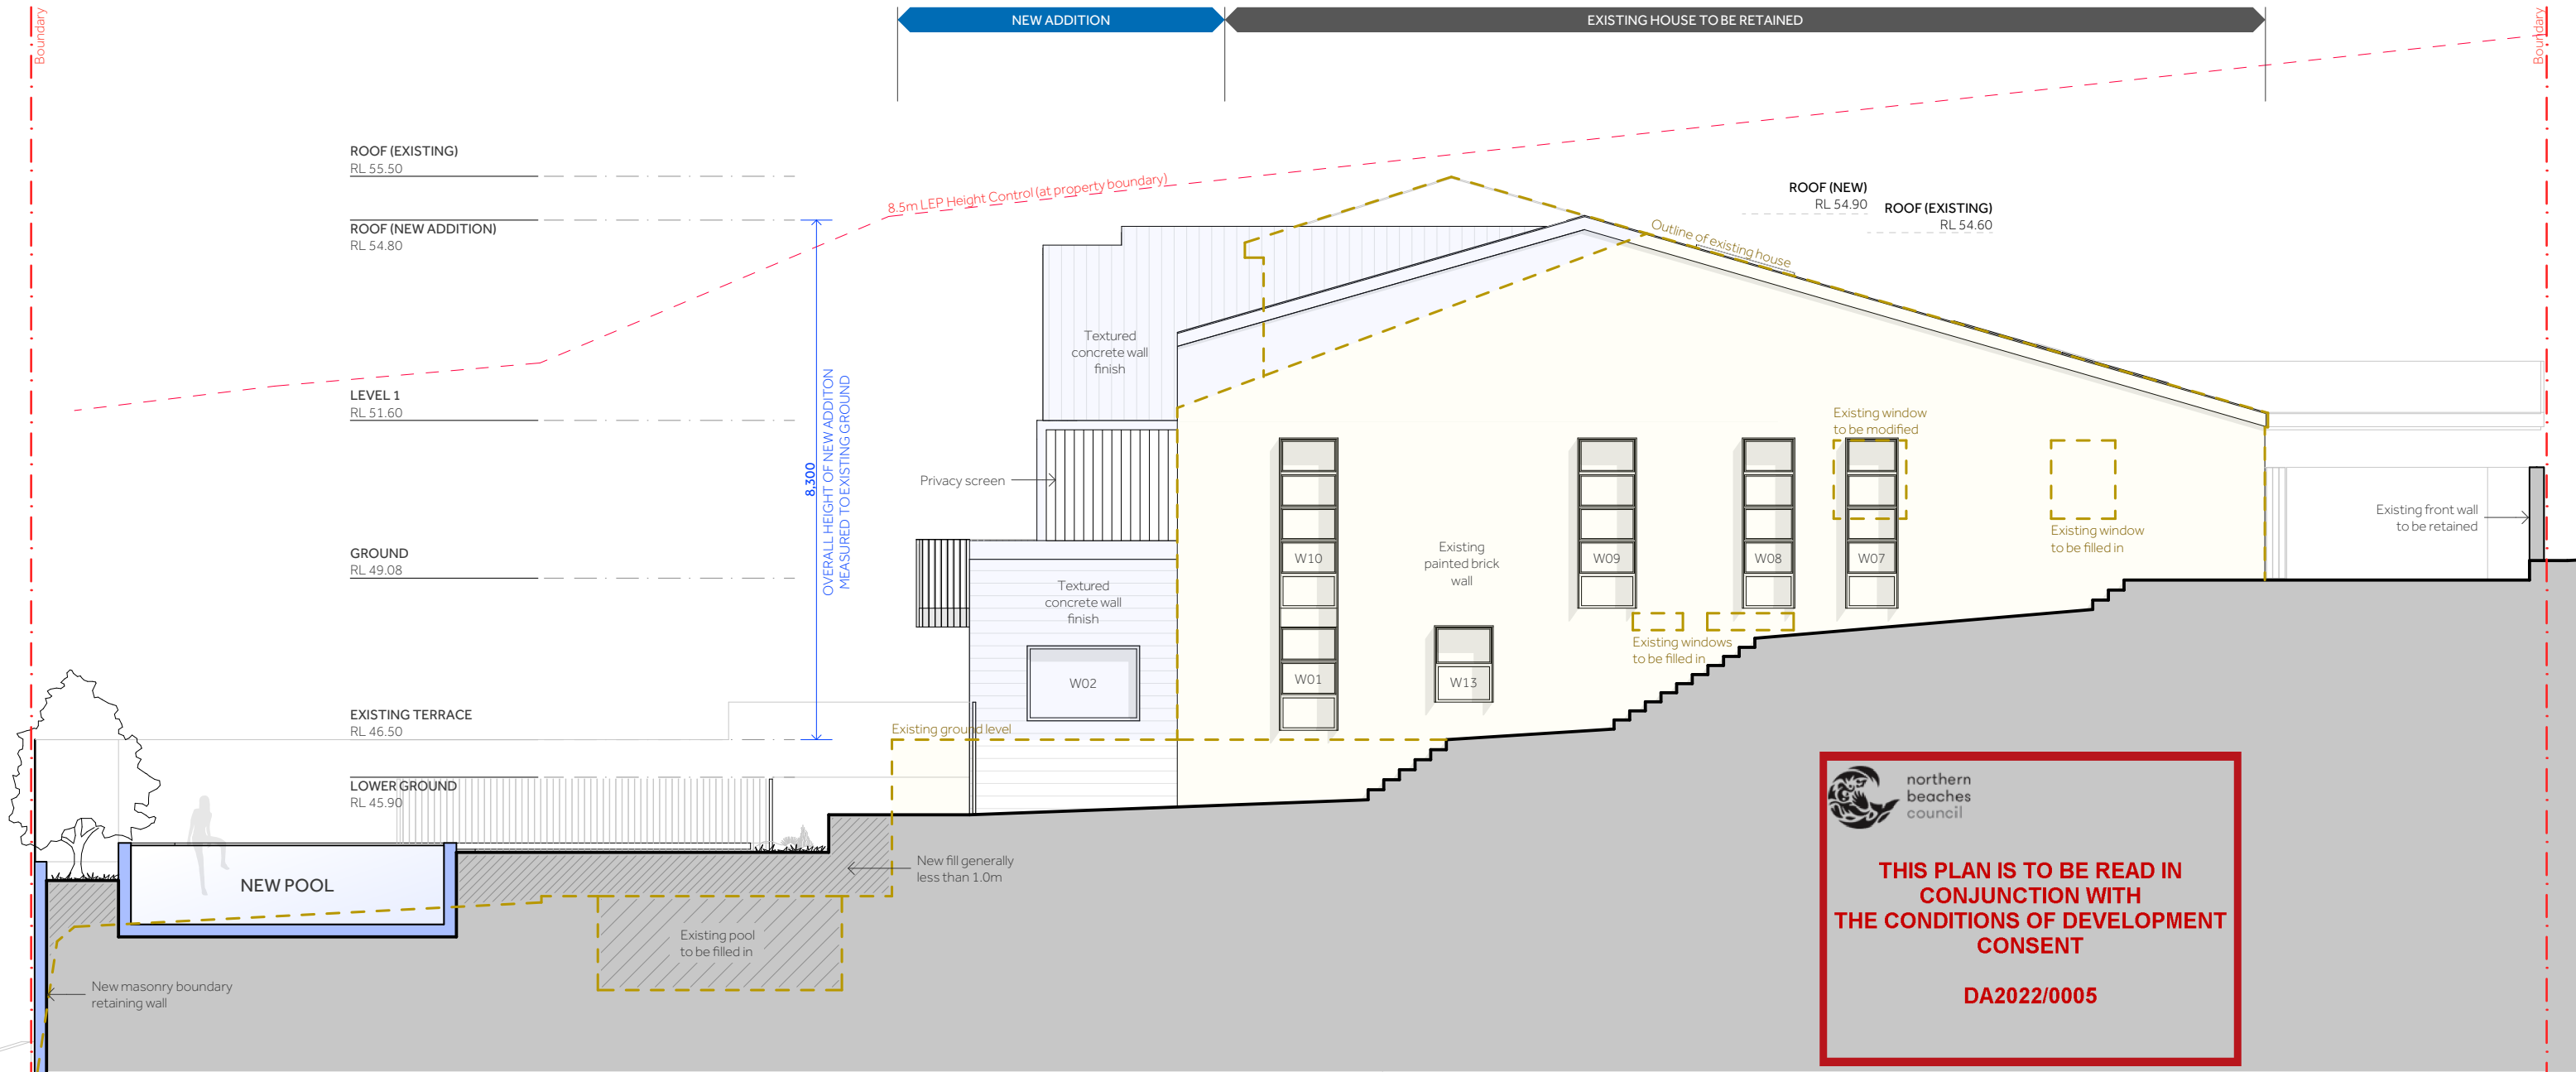 NEW ADDITION
EXISTING HOUSE TO BE RETAINED
Boundary
Boundary
ROOF (EXISTING)
RL 55.50
8.5m LEP Height Control (at property boundary)
ROOF (NEW)
RL 54.90
ROOF (EXISTING)
RL 54.60
ROOF (NEW ADDITION)
RL 54.80
Outline of existing house
Textured
concrete wall
finish
LEVEL 1
RL 51.60
8,300
OVERALL HEIGHT OF NEW ADDITON
MEASURED TO EXISTING GROUND
Existing window
to be modified
Privacy screen
Existing front wall
to be retained
Existing window
to be filled in
GROUND
RL 49.08
W10
Existing
painted brick
wall
W09
W08
W07
Textured
concrete wall
finish
Existing windows
to be filled in
W02
W01
W13
EXISTING TERRACE
RL 46.50
Existing ground level
LOWER GROUND
RL 45.90
New fill generally
less than 1.0m
NEW POOL
Existing pool
to be filled in
New masonry boundary
retaining wall
northern
beaches
council
THIS PLAN IS TO BE READ IN
CONJUNCTION WITH
THE CONDITIONS OF DEVELOPMENT
CONSENT
DA2022/0005